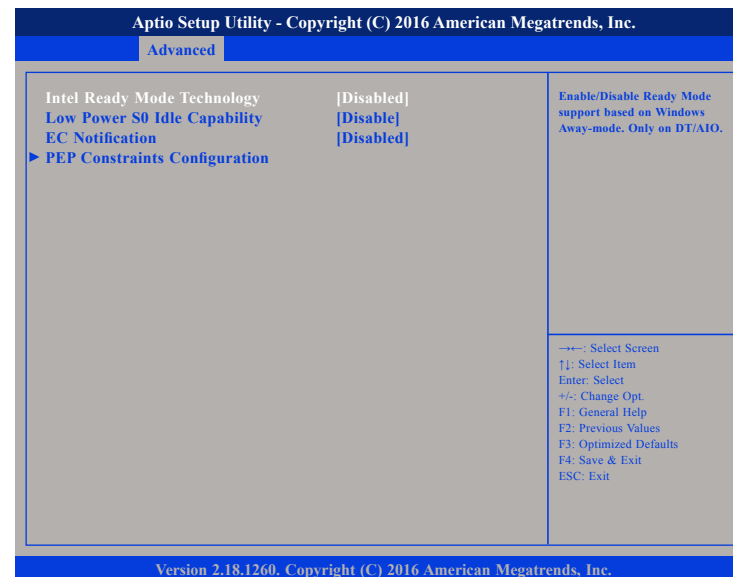 Aptio Setup Utility - Copyright (C) 2016 American Megatrends, Inc.
Advanced
Intel Ready Mode Technology [Disabled]
Low Power S0 Idle Capability [Disable]
EC Notification [Disabled]
► PEP Constraints Configuration
Enable/Disable Ready Mode
support based on Windows
Away-mode. Only on DT/AIO.
→←: Select Screen
↑↓: Select Item
Enter: Select
+/-: Change Opt.
F1: General Help
F2: Previous Values
F3: Optimized Defaults
F4: Save & Exit
ESC: Exit
Version 2.18.1260. Copyright (C) 2016 American Megatrends, Inc.